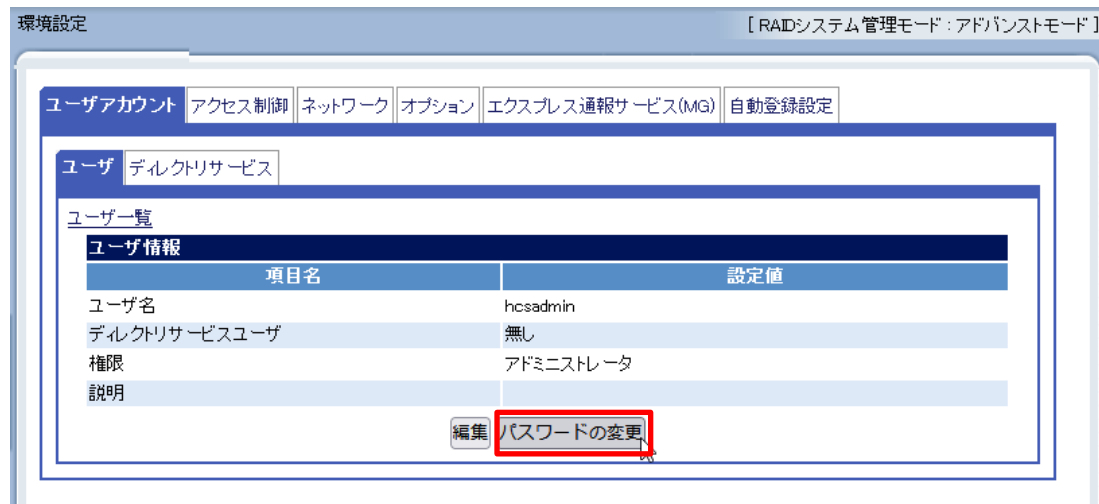 環境設定 [ RAIDシステム管理モード : アドバンストモード ]
ユーザアカウント アクセス制御 ネットワーク オプション エクスプレス通報サービス(MG) 自動登録設定
ユーザ ディレクトリサービス
ユーザ一覧
ユーザ情報
項目名 設定値
ユーザ名 hcsadmin
ディレクトリサービスユーザ 無し
権限 アドミニストレータ
説明
編集 パスワードの変更